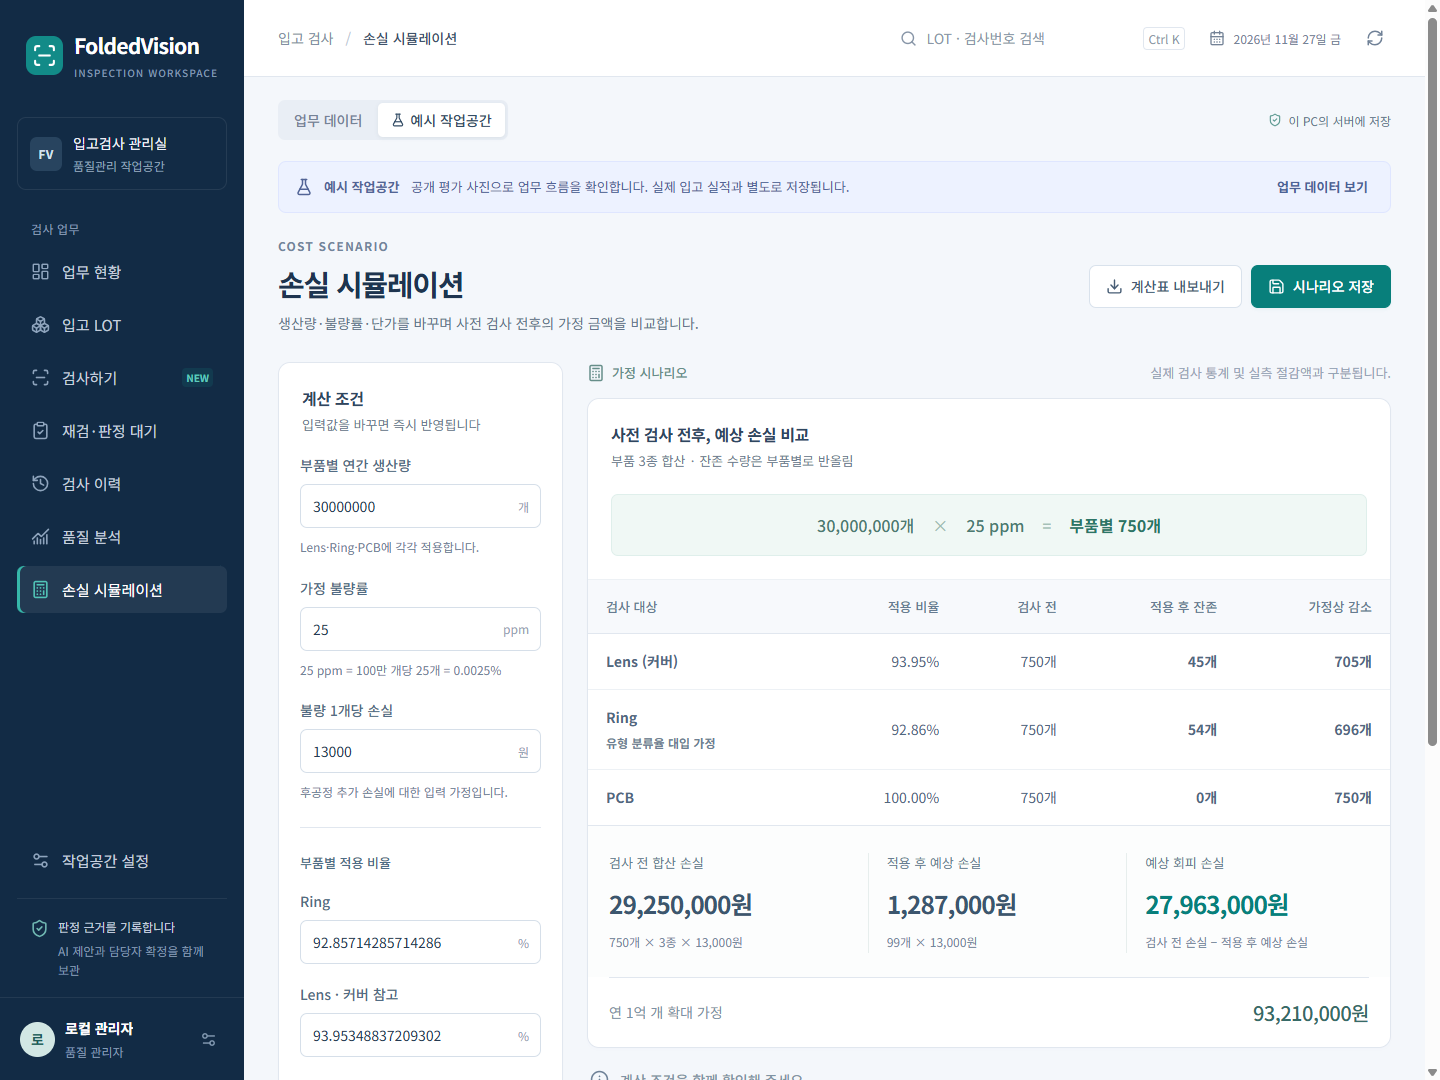 FoldedVision
INSPECTION WORKSPACE
FV
입고검사 관리실
품질관리 작업공간
검사 업무
업무 현황
입고 LOT
검사하기
NEW
재검·판정 대기
검사 이력
품질 분석
손실 시뮬레이션
작업공간 설정
판정 근거를 기록합니다
AI 제안과 담당자 확정을 함께
보관
로
로컬 관리자
품질 관리자
입고 검사 / 손실 시뮬레이션
LOT · 검사번호 검색
Ctrl K
2026년 11월 27일 금
업무 데이터
예시 작업공간
이 PC의 서버에 저장
예시 작업공간 공개 평가 사진으로 업무 흐름을 확인합니다. 실제 입고 실적과 별도로 저장됩니다.
업무 데이터 보기
COST SCENARIO
손실 시뮬레이션
생산량·불량률·단가를 바꾸며 사전 검사 전후의 가정 금액을 비교합니다.
계산표 내보내기
시나리오 저장
계산 조건
입력값을 바꾸면 즉시 반영됩니다
부품별 연간 생산량
30000000 개
Lens·Ring·PCB에 각각 적용합니다.
가정 불량률
25 ppm
25 ppm = 100만 개당 25개 = 0.0025%
불량 1개당 손실
13000 원
후공정 추가 손실에 대한 입력 가정입니다.
부품별 적용 비율
Ring
92.85714285714286 %
Lens · 커버 참고
93.95348837209302 %
가정 시나리오
실제 검사 통계 및 실측 절감액과 구분됩니다.
사전 검사 전후, 예상 손실 비교
부품 3종 합산 · 잔존 수량은 부품별로 반올림
30,000,000개 × 25 ppm = 부품별 750개
검사 대상 적용 비율 검사 전 적용 후 잔존 가정상 감소
Lens (커버) 93.95% 750개 45개 705개
Ring 92.86% 750개 54개 696개
유형 분류율 대입 가정
PCB 100.00% 750개 0개 750개
검사 전 합산 손실
29,250,000원
750개 × 3종 × 13,000원
적용 후 예상 손실
1,287,000원
99개 × 13,000원
예상 회피 손실
27,963,000원
검사 전 손실 − 적용 후 예상 손실
연 1억 개 확대 가정
93,210,000원
계산 조건을 함께 확인해 주세요